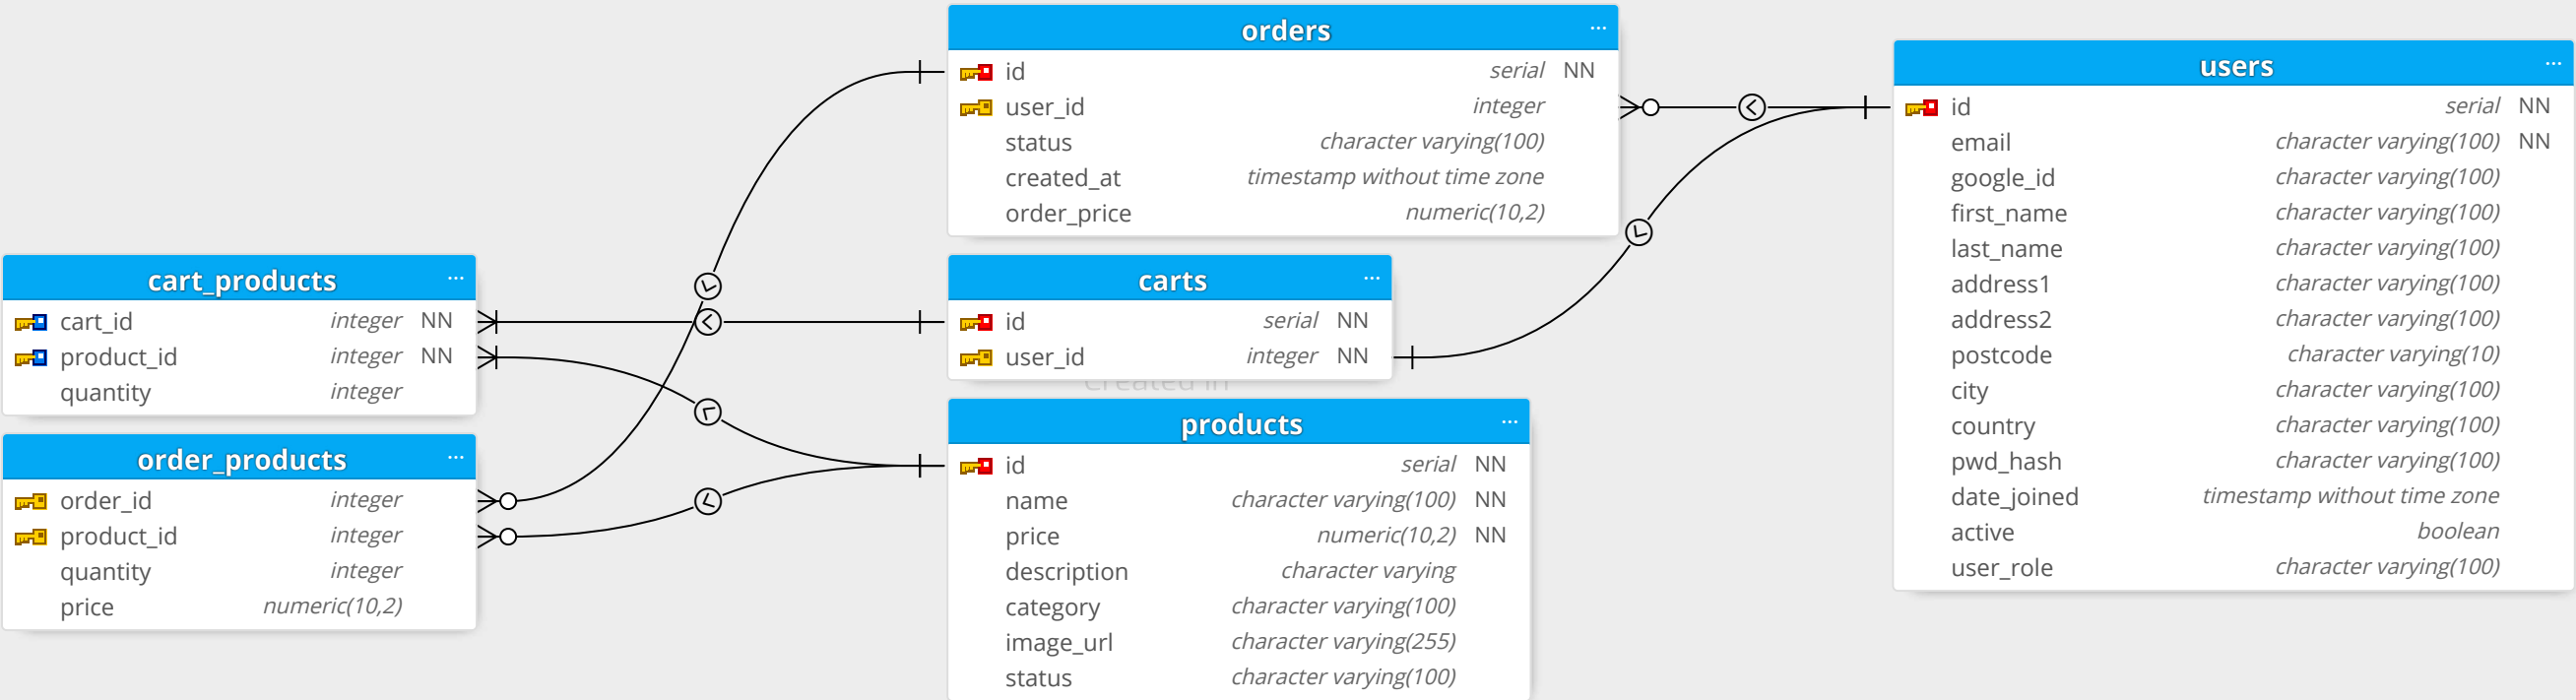 orders ...
id serial NN
user_id integer
status character varying(100)
created_at timestamp without time zone
order_price numeric(10,2)
users ...
id serial NN
email character varying(100) NN
google_id character varying(100)
first_name character varying(100)
last_name character varying(100)
address1 character varying(100)
address2 character varying(100)
postcode character varying(10)
city character varying(100)
country character varying(100)
pwd_hash character varying(100)
date_joined timestamp without time zone
active boolean
user_role character varying(100)
cart_products ...
cart_id integer NN
product_id integer NN
quantity integer
carts ...
id serial NN
user_id integer NN
Created in
order_products ...
order_id integer
product_id integer
quantity integer
price numeric(10,2)
products ...
id serial NN
name character varying(100) NN
price numeric(10,2) NN
description character varying
category character varying(100)
image_url character varying(255)
status character varying(100)